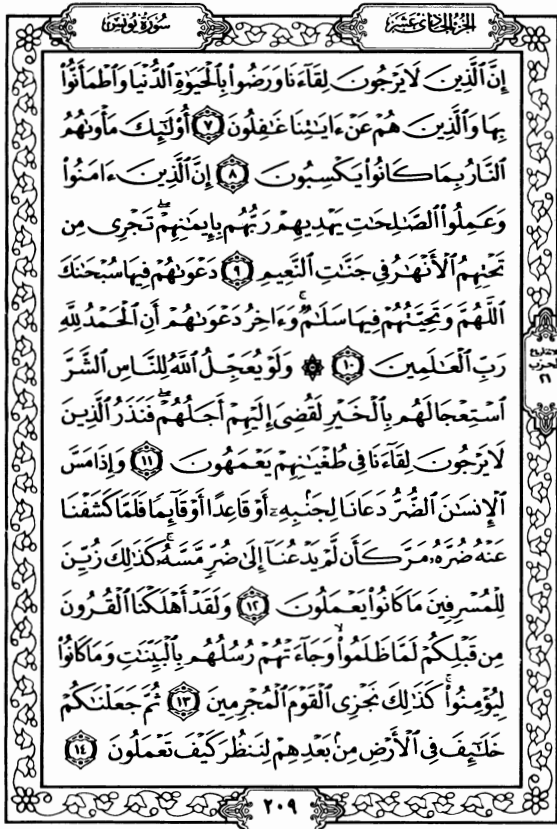 الجزء الحادي عشر
سورة يونس
إِنَّ ٱلَّذِينَ لَا يَرْجُونَ لِقَآءَنَا وَرَضُوا۟ بِٱلْحَيَوٰةِ ٱلدُّنْيَا وَٱطْمَأَنُّوا۟
بِهَا وَٱلَّذِينَ هُمْ عَنْ ءَايَٰتِنَا غَٰفِلُونَ ٧ أُو۟لَٰٓئِكَ مَأْوَىٰهُمُ
ٱلنَّارُ بِمَا كَانُوا۟ يَكْسِبُونَ ٨ إِنَّ ٱلَّذِينَ ءَامَنُوا۟
وَعَمِلُوا۟ ٱلصَّٰلِحَٰتِ يَهْدِيهِمْ رَبُّهُم بِإِيمَٰنِهِمْ ۖ تَجْرِى مِن
تَحْتِهِمُ ٱلْأَنْهَٰرُ فِى جَنَّٰتِ ٱلنَّعِيمِ ٩ دَعْوَىٰهُمْ فِيهَا سُبْحَٰنَكَ
ٱللَّهُمَّ وَتَحِيَّتُهُمْ فِيهَا سَلَٰمٌ ۚ وَءَاخِرُ دَعْوَىٰهُمْ أَنِ ٱلْحَمْدُ لِلَّهِ
رَبِّ ٱلْعَٰلَمِينَ ١٠ ۞ وَلَوْ يُعَجِّلُ ٱللَّهُ لِلنَّاسِ ٱلشَّرَّ
ٱسْتِعْجَالَهُم بِٱلْخَيْرِ لَقُضِىَ إِلَيْهِمْ أَجَلُهُمْ ۖ فَنَذَرُ ٱلَّذِينَ
لَا يَرْجُونَ لِقَآءَنَا فِى طُغْيَٰنِهِمْ يَعْمَهُونَ ١١ وَإِذَا مَسَّ
ٱلْإِنسَٰنَ ٱلضُّرُّ دَعَانَا لِجَنۢبِهِۦٓ أَوْ قَاعِدًا أَوْ قَآئِمًا فَلَمَّا كَشَفْنَا
عَنْهُ ضُرَّهُۥ مَرَّ كَأَن لَّمْ يَدْعُنَآ إِلَىٰ ضُرٍّ مَّسَّهُۥ ۚ كَذَٰلِكَ زُيِّنَ
لِلْمُسْرِفِينَ مَا كَانُوا۟ يَعْمَلُونَ ١٢ وَلَقَدْ أَهْلَكْنَا ٱلْقُرُونَ
مِن قَبْلِكُمْ لَمَّا ظَلَمُوا۟ ۙ وَجَآءَتْهُمْ رُسُلُهُم بِٱلْبَيِّنَٰتِ وَمَا كَانُوا۟
لِيُؤْمِنُوا۟ ۚ كَذَٰلِكَ نَجْزِى ٱلْقَوْمَ ٱلْمُجْرِمِينَ ١٣ ثُمَّ جَعَلْنَٰكُمْ
خَلَٰٓئِفَ فِى ٱلْأَرْضِ مِنۢ بَعْدِهِمْ لِنَنظُرَ كَيْفَ تَعْمَلُونَ ١٤
الحزب
٢١
٢٠٩